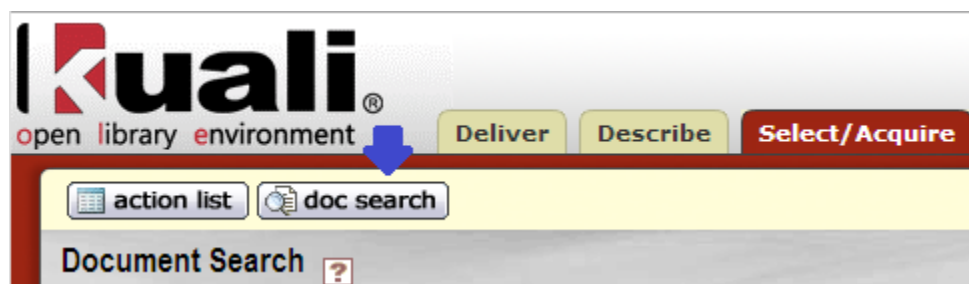 kuali®
open library environment
Deliver Describe Select/Acquire
action list doc search
Document Search ?